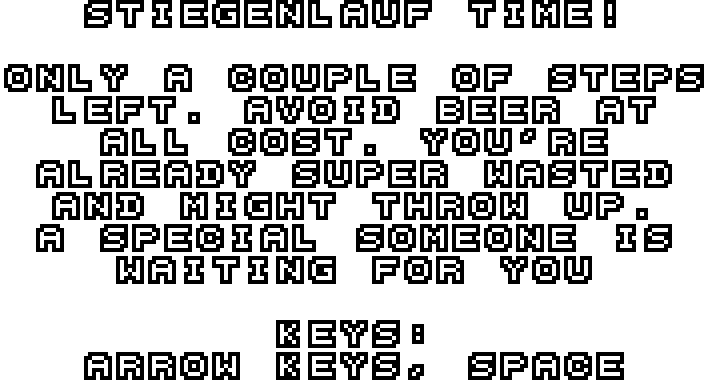 STIEGENLAUF TIME!
ONLY A COUPLE OF STEPS
LEFT. AVOID BEER AT
ALL COST. YOU'RE
ALREADY SUPER WASTED
AND MIGHT THROW UP.
A SPECIAL SOMEONE IS
WAITING FOR YOU
KEYS:
ARROW KEYS, SPACE